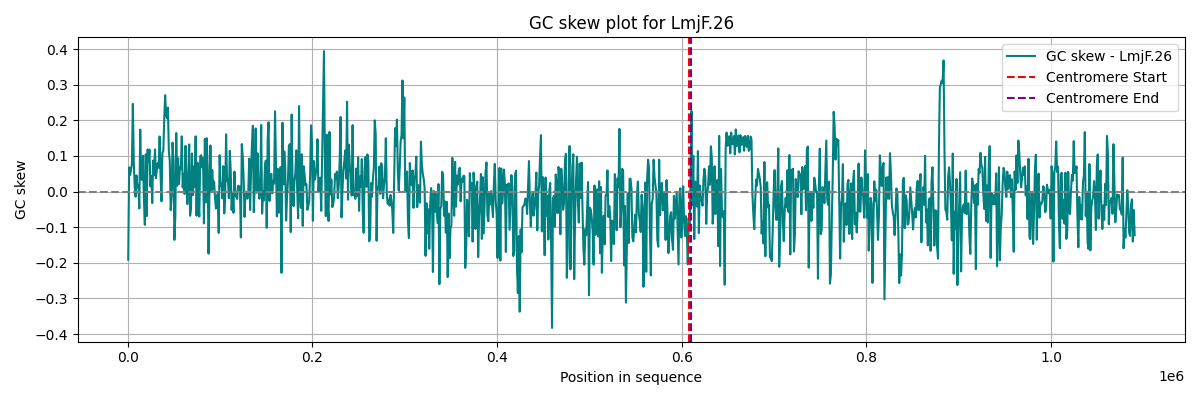 GC skew plot for LmjF.26
GC skew
0.4
0.3
0.2
0.1
0.0
−0.1
−0.2
−0.3
−0.4
GC skew - LmjF.26
Centromere Start
Centromere End
0.0 0.2 0.4 0.6 0.8 1.0
1e6
Position in sequence